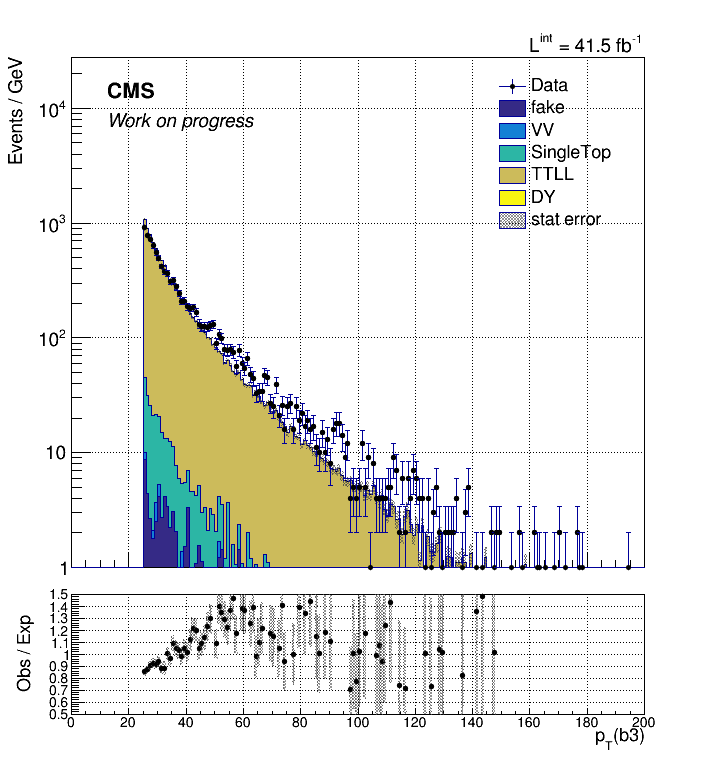 L^int = 41.5 fb^-1
Events / GeV
CMS
Work on progress
Data
fake
VV
SingleTop
TTLL
DY
stat error
10^4
10^3
10^2
10
1
Obs / Exp
1.5
1.4
1.3
1.2
1.1
1
0.9
0.8
0.7
0.6
0.5
0 20 40 60 80 100 120 140 160 180 200
p_T(b3)